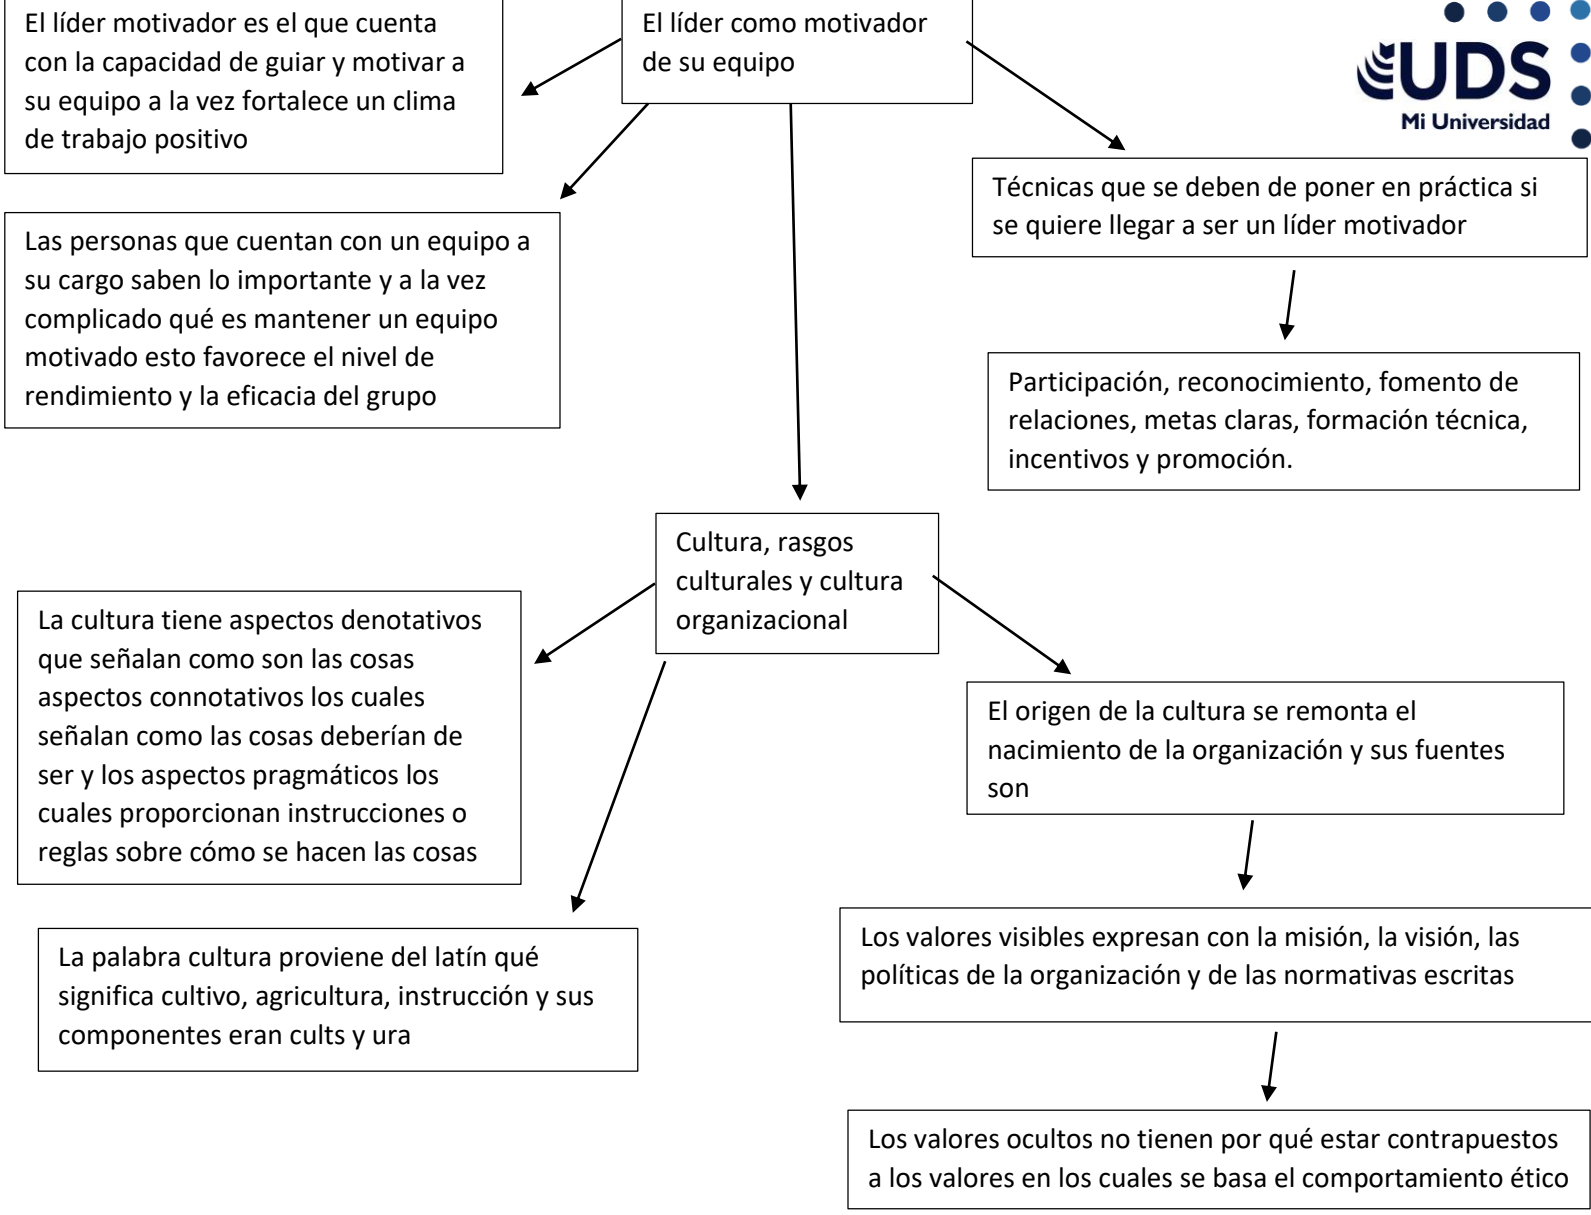 El líder motivador es el que cuenta
con la capacidad de guiar y motivar a
su equipo a la vez fortalece un clima
de trabajo positivo
El líder como motivador
de su equipo
UDS
Mi Universidad
Técnicas que se deben de poner en práctica si
se quiere llegar a ser un líder motivador
Las personas que cuentan con un equipo a
su cargo saben lo importante y a la vez
complicado qué es mantener un equipo
motivado esto favorece el nivel de
rendimiento y la eficacia del grupo
Participación, reconocimiento, fomento de
relaciones, metas claras, formación técnica,
incentivos y promoción.
Cultura, rasgos
culturales y cultura
organizacional
La cultura tiene aspectos denotativos
que señalan como son las cosas
aspectos connotativos los cuales
señalan como las cosas deberían de
ser y los aspectos pragmáticos los
cuales proporcionan instrucciones o
reglas sobre cómo se hacen las cosas
El origen de la cultura se remonta el
nacimiento de la organización y sus fuentes
son
La palabra cultura proviene del latín qué
significa cultivo, agricultura, instrucción y sus
componentes eran cults y ura
Los valores visibles expresan con la misión, la visión, las
políticas de la organización y de las normativas escritas
Los valores ocultos no tienen por qué estar contrapuestos
a los valores en los cuales se basa el comportamiento ético